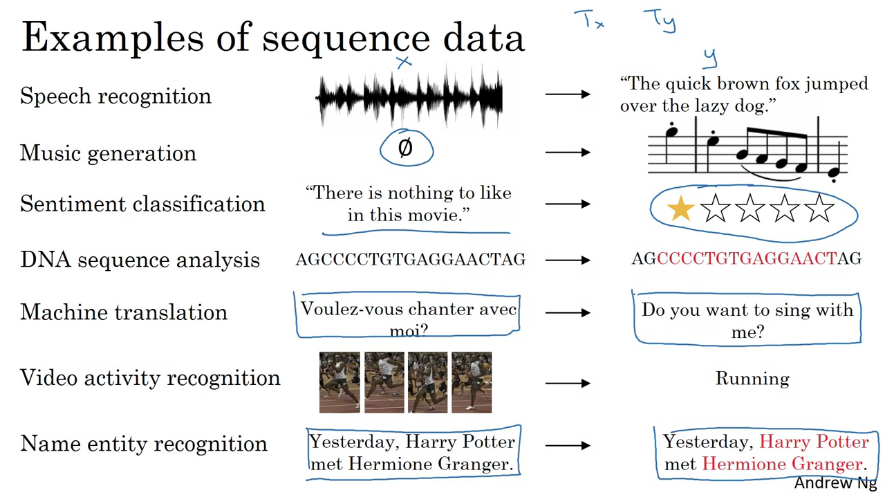 Examples of sequence data
Tx Ty
x
y
Speech recognition
“The quick brown fox jumped
over the lazy dog.”
Music generation
∅
Sentiment classification
“There is nothing to like
in this movie.”
DNA sequence analysis
AGCCCCTGTGAGGAACTAG
AGCCCCTGTGAGGAACTAG
Machine translation
Voulez-vous chanter avec
moi?
Do you want to sing with
me?
Video activity recognition
Running
Name entity recognition
Yesterday, Harry Potter
met Hermione Granger.
Yesterday, Harry Potter
met Hermione Granger.
Andrew Ng